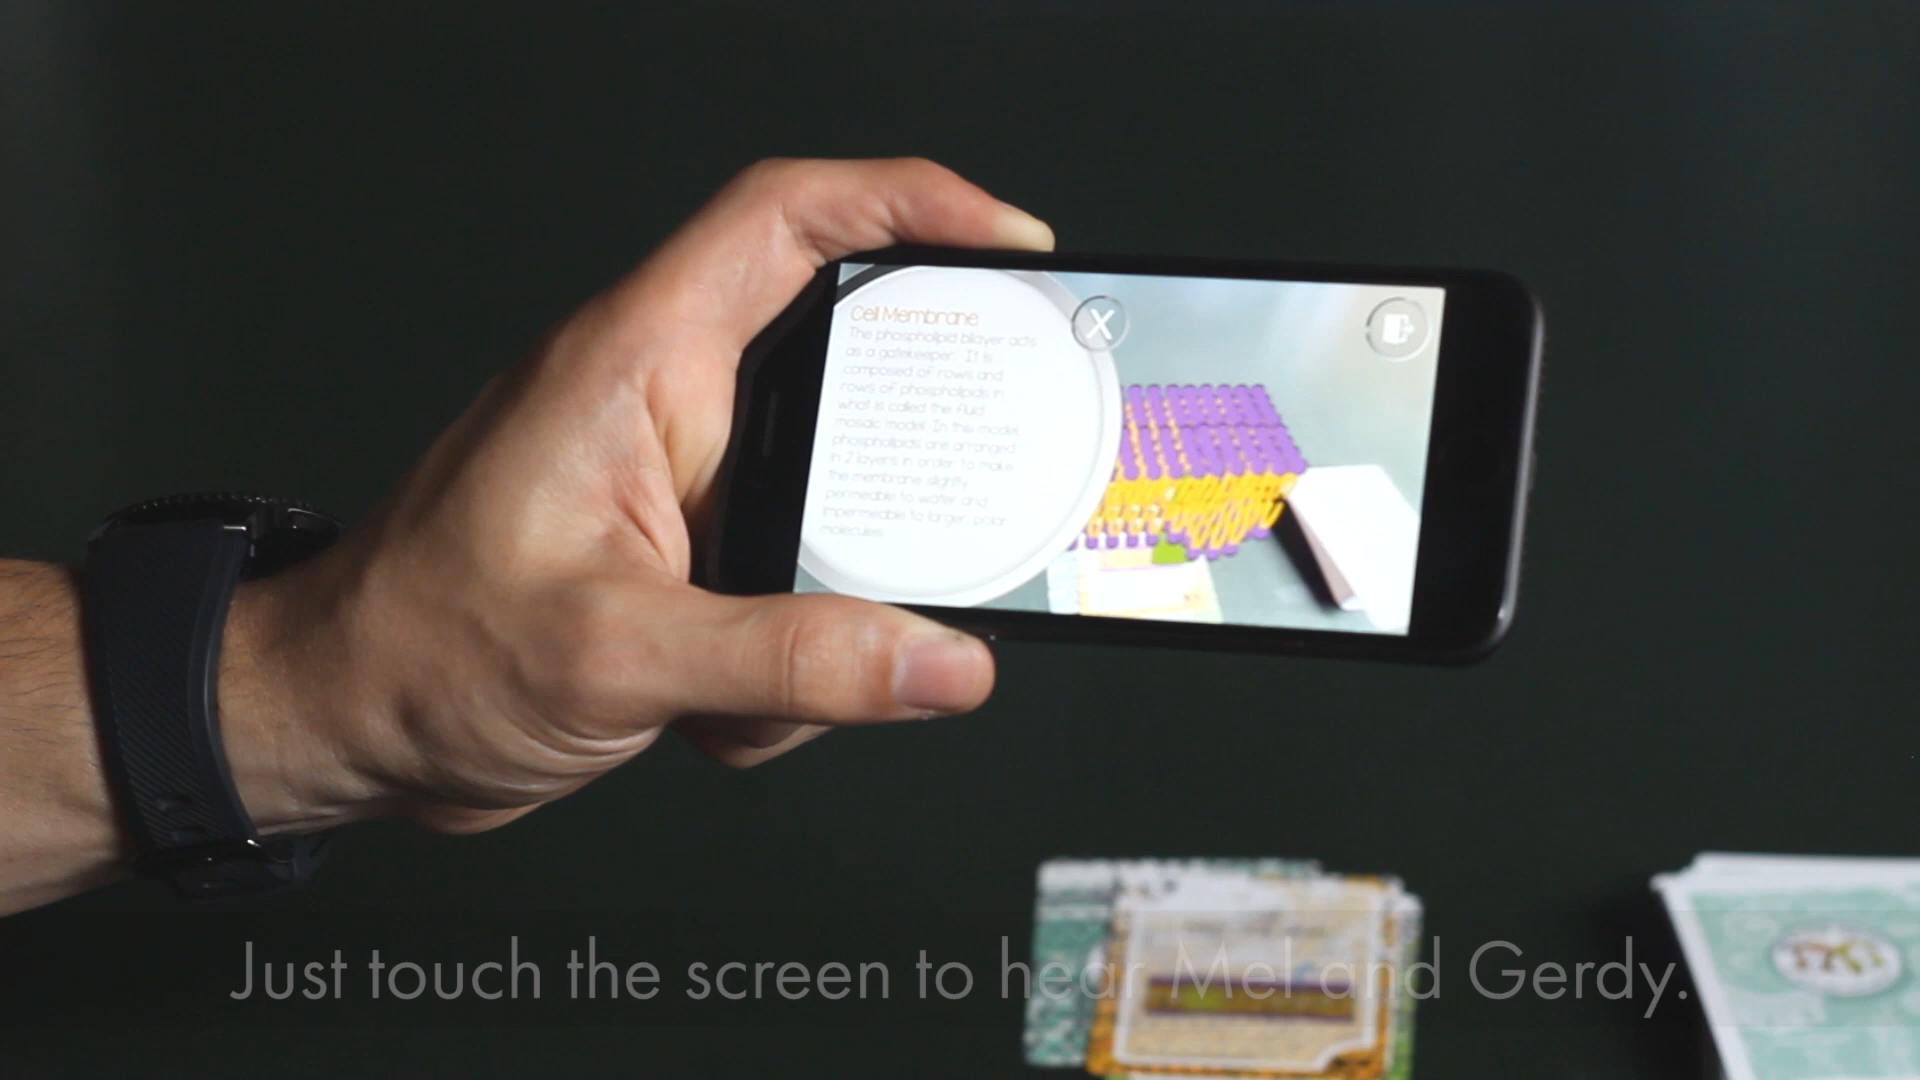 Cell Membrane
The phospholipid bilayer acts
as a gatekeeper. It is
composed of rows and
rows of phospholipids in
what is called the fluid
mosaic model. In this model,
phospholipids are arranged
in 2 layers in order to make
the membrane slightly
permeable to water and
impermeable to larger, polar
molecules.
X
Just touch the screen to hear Mel and Gerdy.